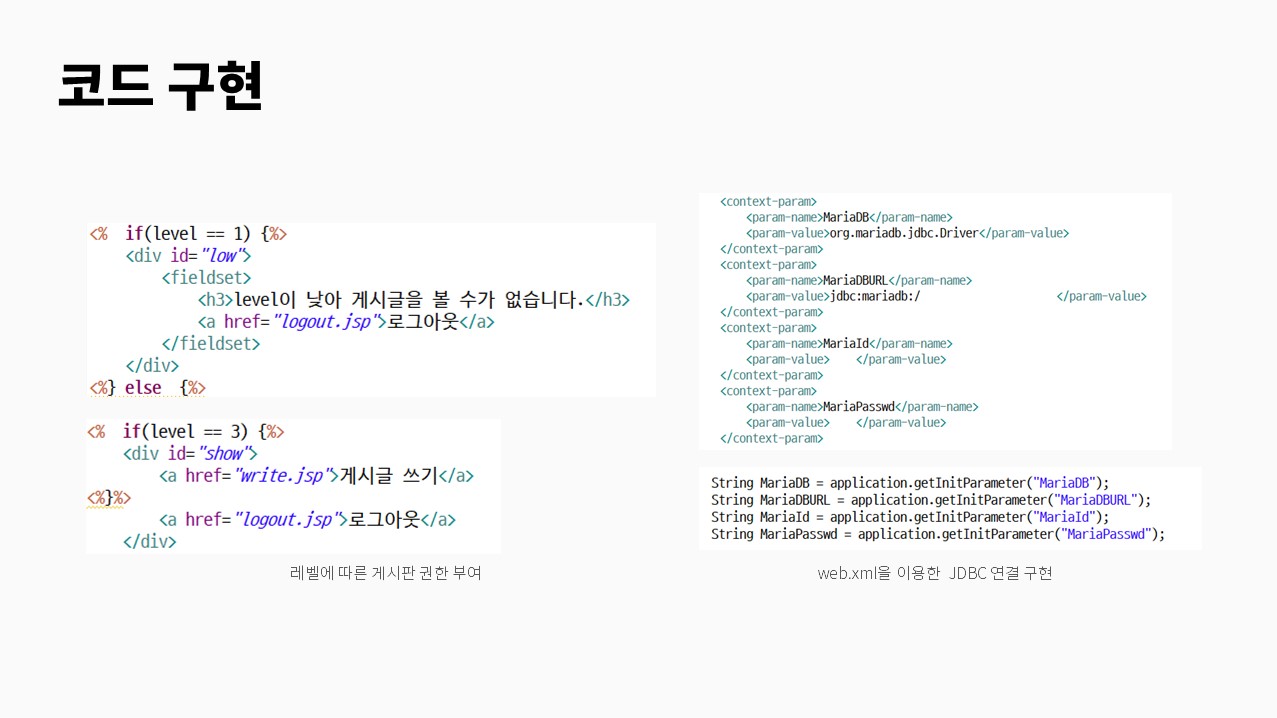 코드 구현
<%  if(level == 1) {%>
<div id="low">
<fieldset>
<h3>level이 낮아 게시글을 볼 수가 없습니다.</h3>
<a href="logout.jsp">로그아웃</a>
</fieldset>
</div>
<%} else  {%>
<%  if(level == 3) {%>
<div id="show">
<a href="write.jsp">게시글 쓰기</a>
<%}%>
<a href="logout.jsp">로그아웃</a>
</div>
레벨에 따른 게시판 권한 부여
<context-param>
<param-name>MariaDB</param-name>
<param-value>org.mariadb.jdbc.Driver</param-value>
</context-param>
<context-param>
<param-name>MariaDBURL</param-name>
<param-value>jdbc:mariadb:/                    </param-value>
</context-param>
<context-param>
<param-name>MariaId</param-name>
<param-value>    </param-value>
</context-param>
<context-param>
<param-name>MariaPasswd</param-name>
<param-value>    </param-value>
</context-param>
String MariaDB = application.getInitParameter("MariaDB");
String MariaDBURL = application.getInitParameter("MariaDBURL");
String MariaId = application.getInitParameter("MariaId");
String MariaPasswd = application.getInitParameter("MariaPasswd");
web.xml을 이용한  JDBC 연결 구현